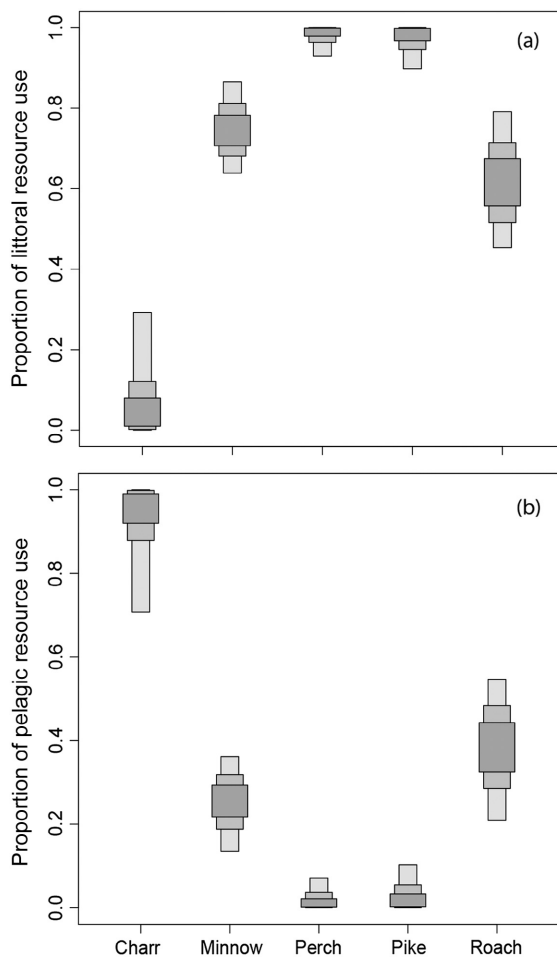 (a)
Proportion of littoral resource use
1.0
0.8
0.6
0.4
0.2
0.0
(b)
Proportion of pelagic resource use
1.0
0.8
0.6
0.4
0.2
0.0
Charr Minnow Perch Pike Roach